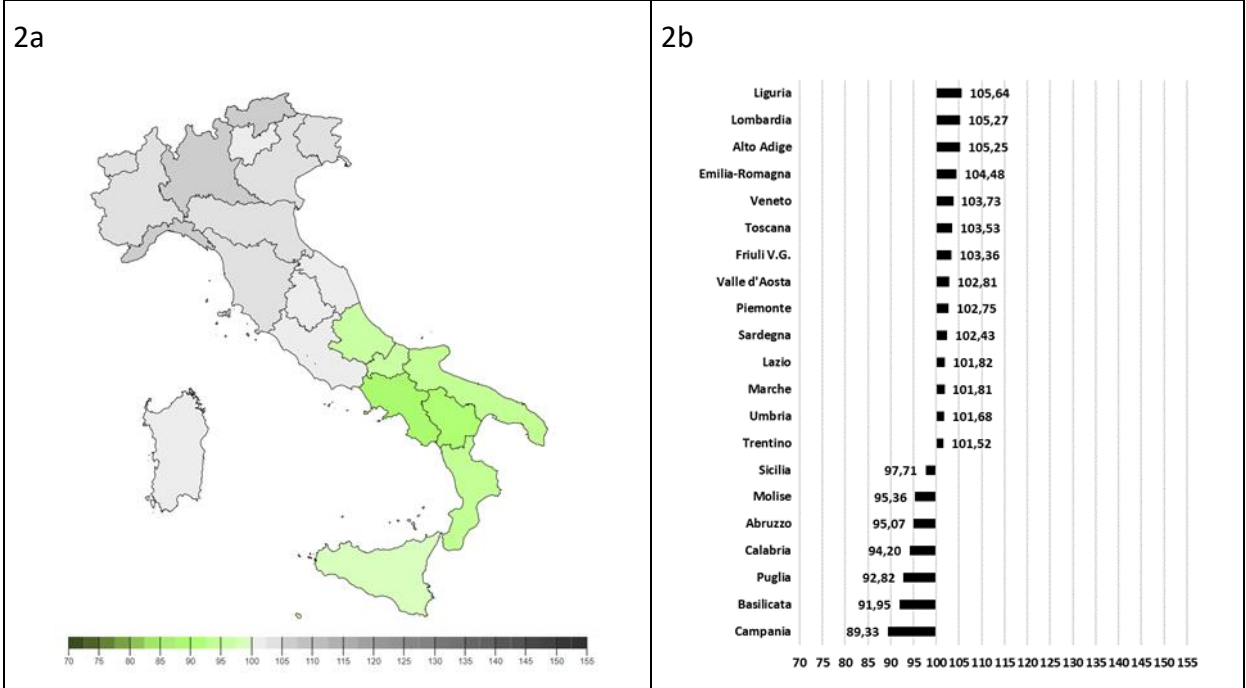 2a
70 75 80 85 90 95 100 105 110 115 120 125 130 135 140 145 150 155
2b
Liguria 105,64
Lombardia 105,27
Alto Adige 105,25
Emilia-Romagna 104,48
Veneto 103,73
Toscana 103,53
Friuli V.G. 103,36
Valle d'Aosta 102,81
Piemonte 102,75
Sardegna 102,43
Lazio 101,82
Marche 101,81
Umbria 101,68
Trentino 101,52
Sicilia 97,71
Molise 95,36
Abruzzo 95,07
Calabria 94,20
Puglia 92,82
Basilicata 91,95
Campania 89,33
70 75 80 85 90 95 100 105 110 115 120 125 130 135 140 145 150 155